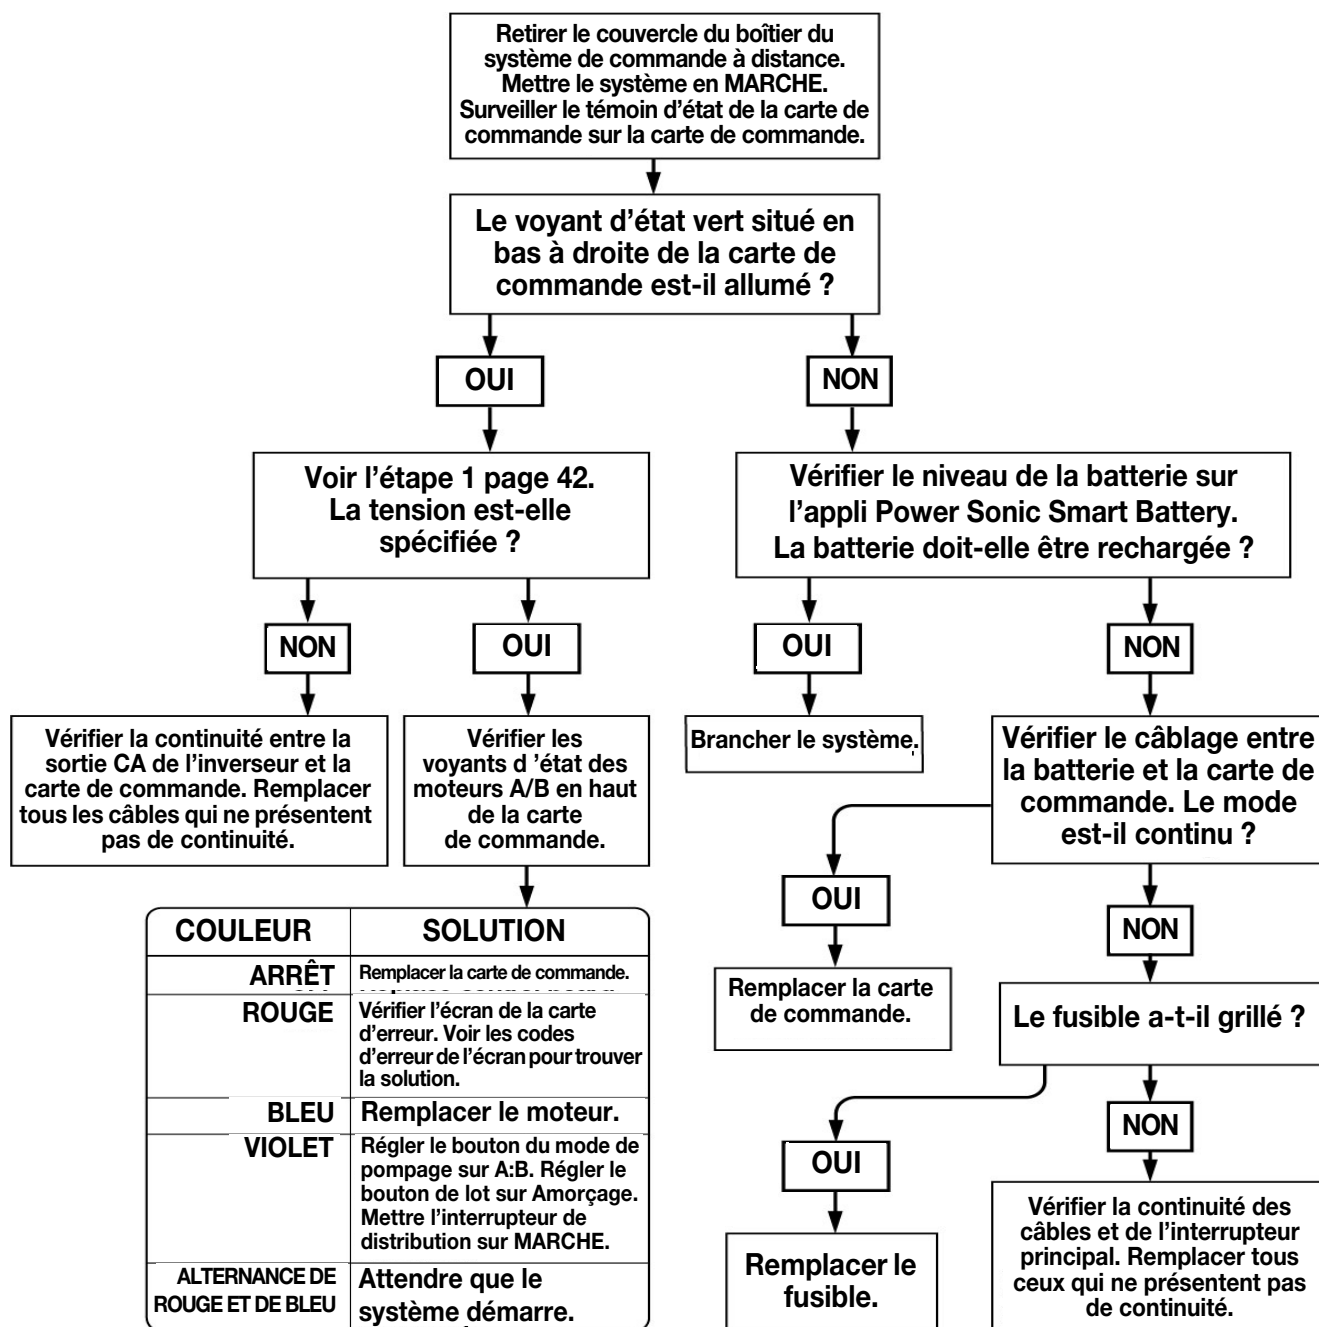 Retirer le couvercle du boîtier du
système de commande à distance.
Mettre le système en MARCHE.
Surveiller le témoin d'état de la carte de
commande sur la carte de commande.
Le voyant d'état vert situé en
bas à droite de la carte de
commande est-il allumé ?
OUI
NON
Voir l'étape 1 page 42.
La tension est-elle
spécifiée ?
Vérifier le niveau de la batterie sur
l'appli Power Sonic Smart Battery.
La batterie doit-elle être rechargée ?
NON
OUI
OUI
NON
Vérifier la continuité entre la
sortie CA de l'inverseur et la
carte de commande. Remplacer
tous les câbles qui ne présentent
pas de continuité.
Vérifier les
voyants d 'état des
moteurs A/B en haut
de la carte
de commande.
Brancher le système.
Vérifier le câblage entre
la batterie et la carte de
commande. Le mode
est-il continu ?
OUI
NON
Remplacer la carte
de commande.
Le fusible a-t-il grillé ?
OUI
NON
Remplacer le
fusible.
Vérifier la continuité des
câbles et de l'interrupteur
principal. Remplacer tous
ceux qui ne présentent pas
de continuité.
COULEUR
SOLUTION
ARRÊT
Remplacer la carte de commande.
ROUGE
Vérifier l'écran de la carte
d'erreur. Voir les codes
d'erreur de l'écran pour trouver
la solution.
BLEU
Remplacer le moteur.
VIOLET
Régler le bouton du mode de
pompage sur A:B. Régler le
bouton de lot sur Amorçage.
Mettre l'interrupteur de
distribution sur MARCHE.
ALTERNANCE DE
ROUGE ET DE BLEU
Attendre que le
système démarre.